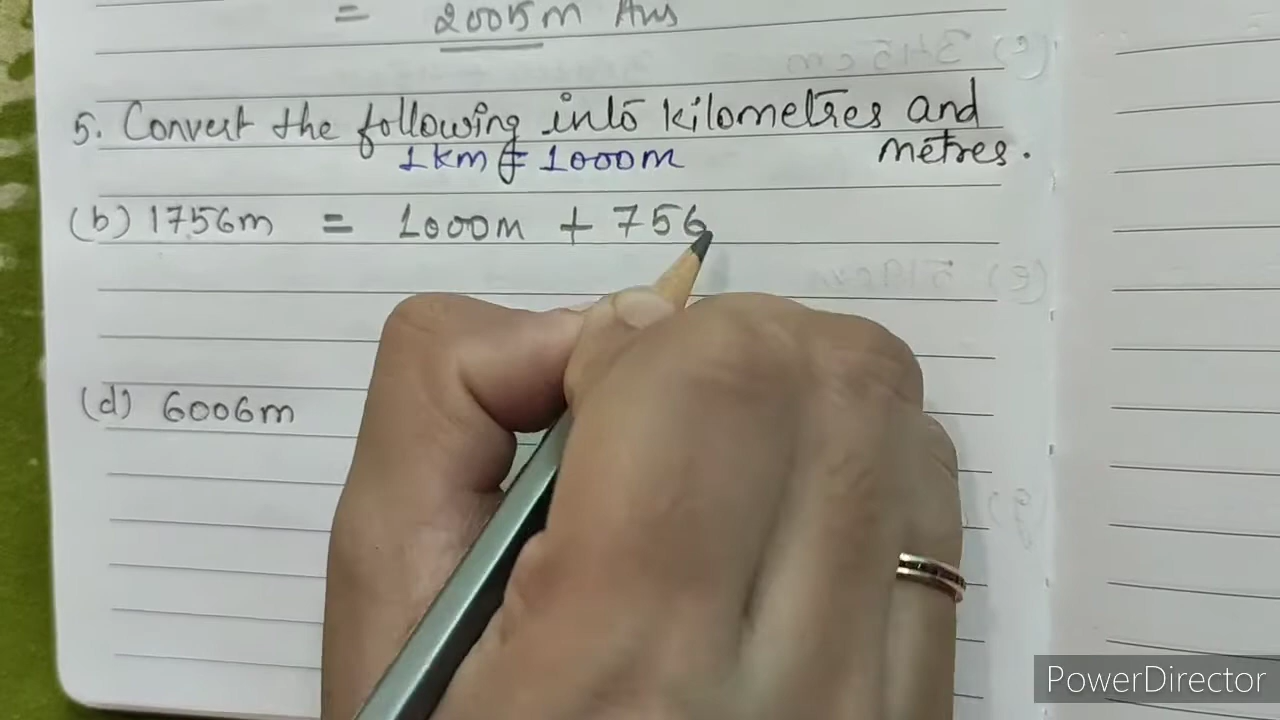 = 2005m Ans
5. Convert the following into kilometres and
metres.
1km = 1000m
(b) 1756m = 1000m + 756
(d) 6006m
PowerDirector